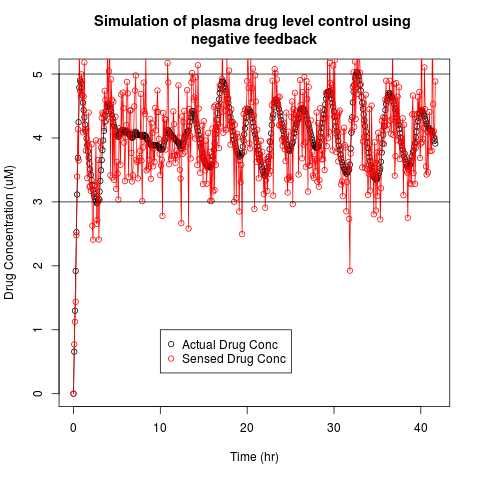 Simulation of plasma drug level control using
negative feedback
Drug Concentration (uM)
5
4
3
2
1
0
Actual Drug Conc
Sensed Drug Conc
0 10 20 30 40
Time (hr)